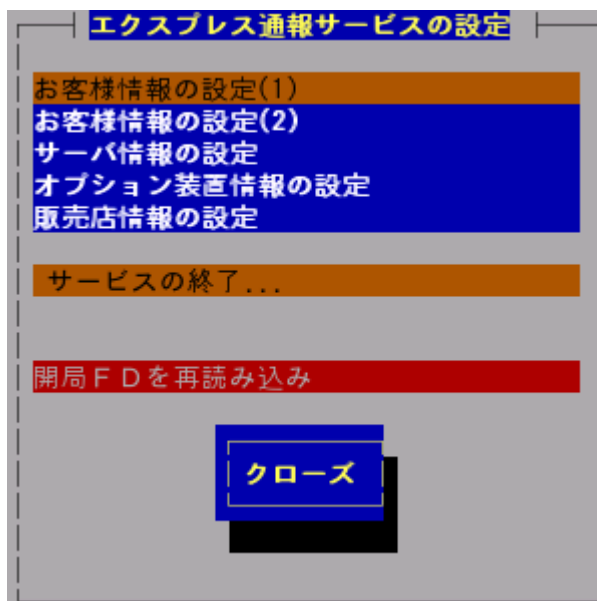 エクスプレス通報サービスの設定
お客様情報の設定(1)
お客様情報の設定(2)
サーバ情報の設定
オプション装置情報の設定
販売店情報の設定
サービスの終了...
開局ＦＤを再読み込み
クローズ